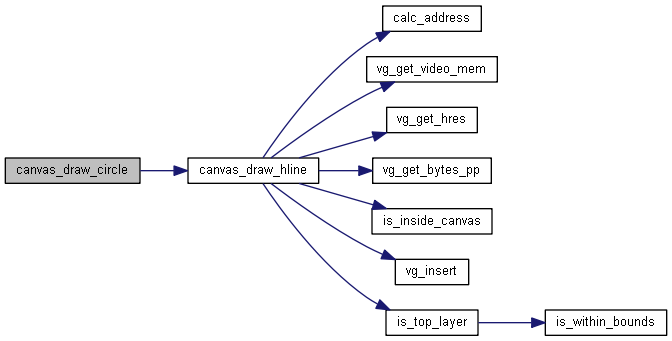 calc_address
vg_get_video_mem
vg_get_hres
canvas_draw_circle
canvas_draw_hline
vg_get_bytes_pp
is_inside_canvas
vg_insert
is_top_layer
is_within_bounds